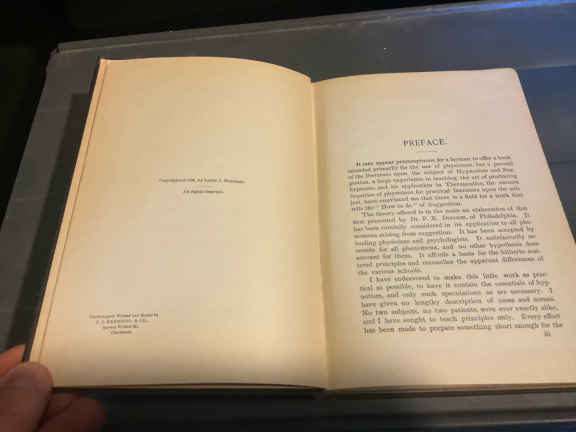 All rights reserved.
Cincinnati
PREFACE.
It may appear presumptuous for a layman to offer a book
intended primarily for the use of physicians, but a perusal
of the literature upon the subject of Hypnotism and Sug-
gestion, a large experience in teaching the art of producing
hypnosis, and its application in Therapeutics, the various
inquiries of physicians for practical literature upon the sub-
ject, have convinced me that there is a field for a work that
tells the "How to do" of Suggestion.
The theory offered is in the main an elaboration of that
first presented by Dr. of Philadelphia. It
has been carefully considered in its application to all phe-
nomena arising from suggestion. It has been accepted by
leading physicians and psychologists. It satisfactorily ac-
counts for all phenomena, and no other hypothesis does
account for them. It affords a basis for the hitherto scat-
tered principles and reconciles the apparent differences of
the various schools.
I have endeavored to make this little work as prac-
tical as possible, to have it contain the essentials of hyp-
notism, and only such speculations as are necessary. I
have given no lengthy description of cases and seances.
No two subjects, no two patients were ever exactly alike,
and I have sought to teach principles only. Every effort
has been made to prepare something short enough for the
iii